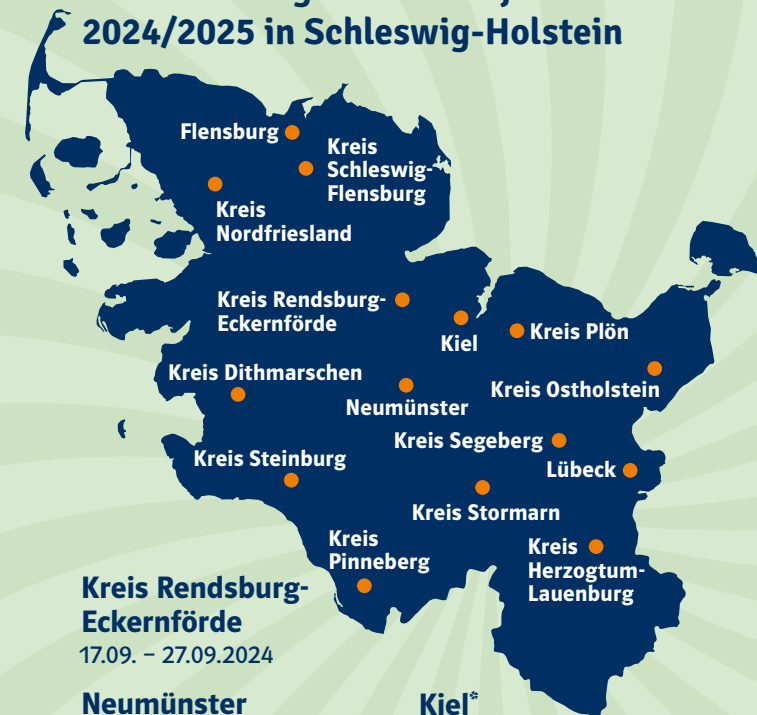 2024/2025 in Schleswig-Holstein
Flensburg
Kreis
Schleswig-
Flensburg
Kreis
Nordfriesland
Kreis Rendsburg-
Eckernförde
Kiel
Kreis Plön
Kreis Dithmarschen
Kreis Ostholstein
Neumünster
Kreis Segeberg
Kreis Steinburg
Lübeck
Kreis Stormarn
Kreis
Pinneberg
Kreis
Herzogtum-
Lauenburg
Kreis Rendsburg-
Eckernförde
17.09. – 27.09.2024
Neumünster
Kiel*